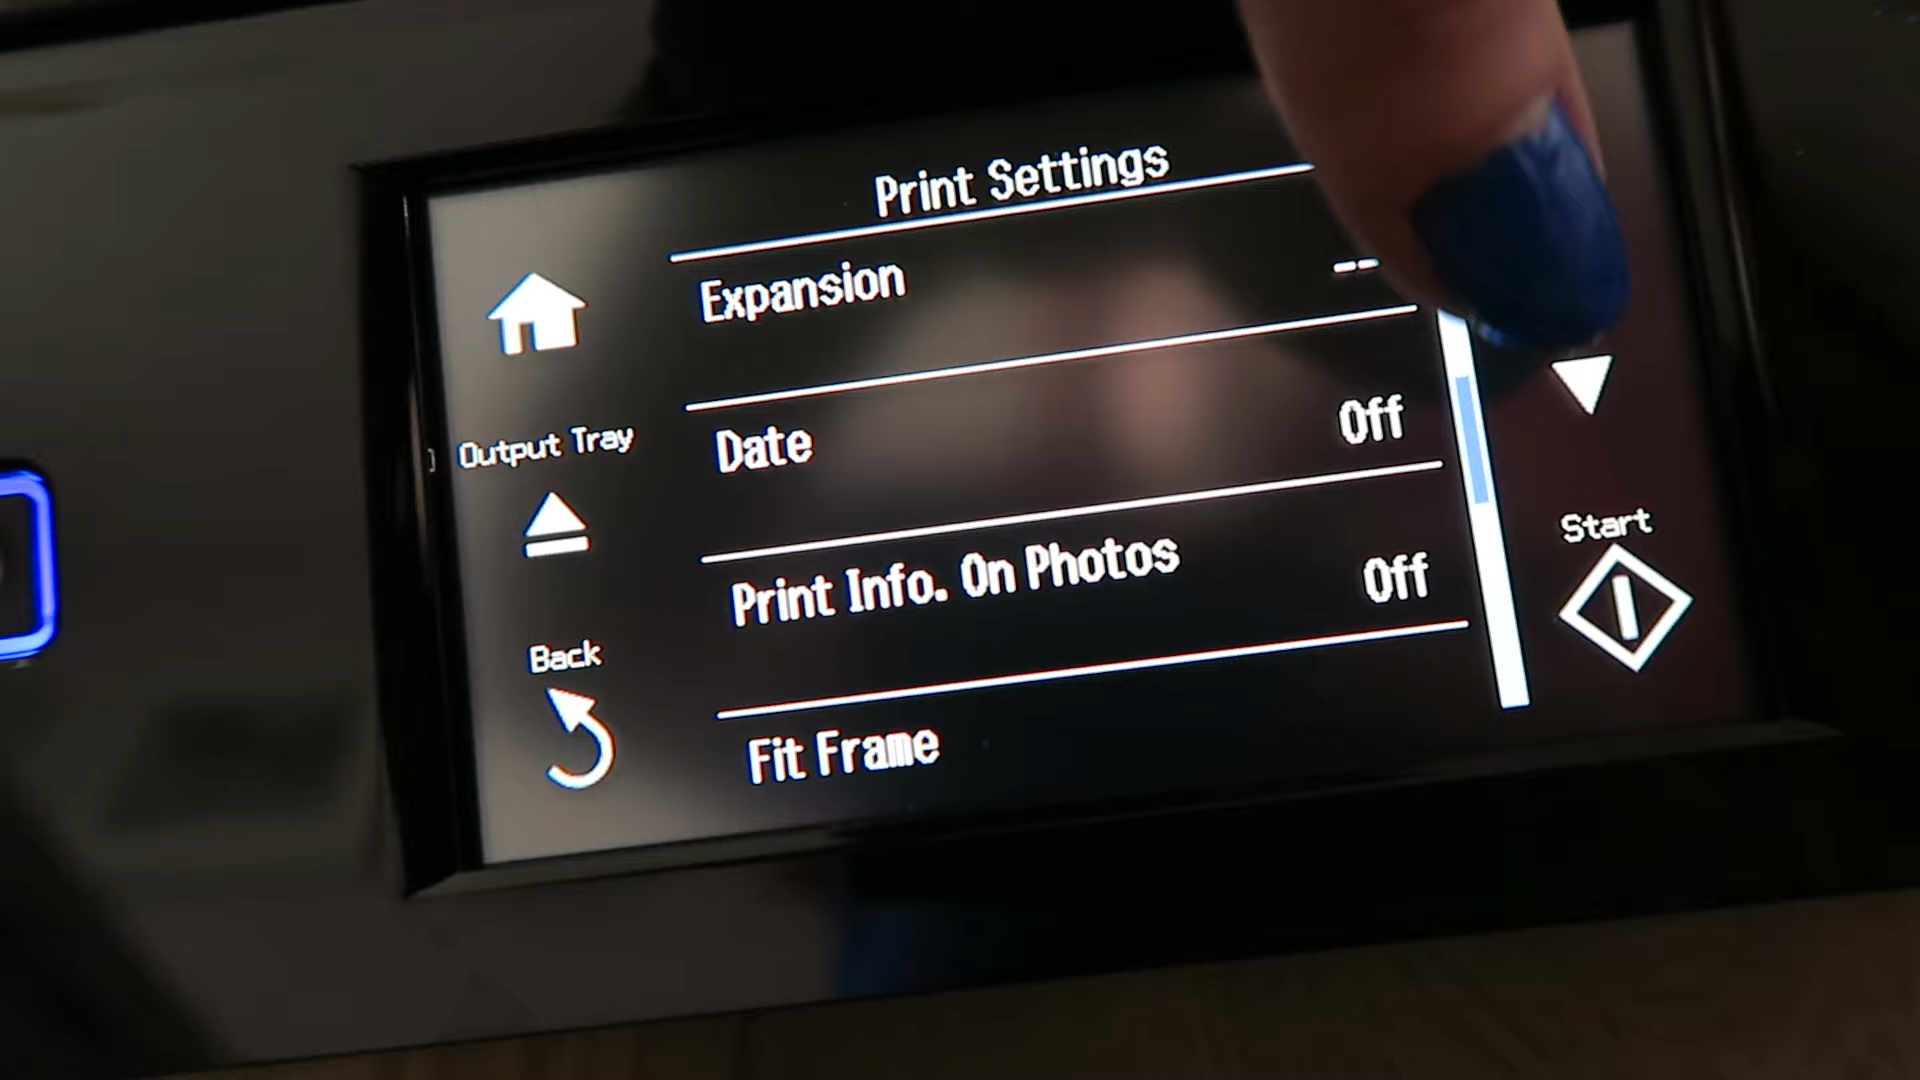 Print Settings
Expansion --
Output Tray
Date Off
Print Info. On Photos Off
Start
Back
Fit Frame